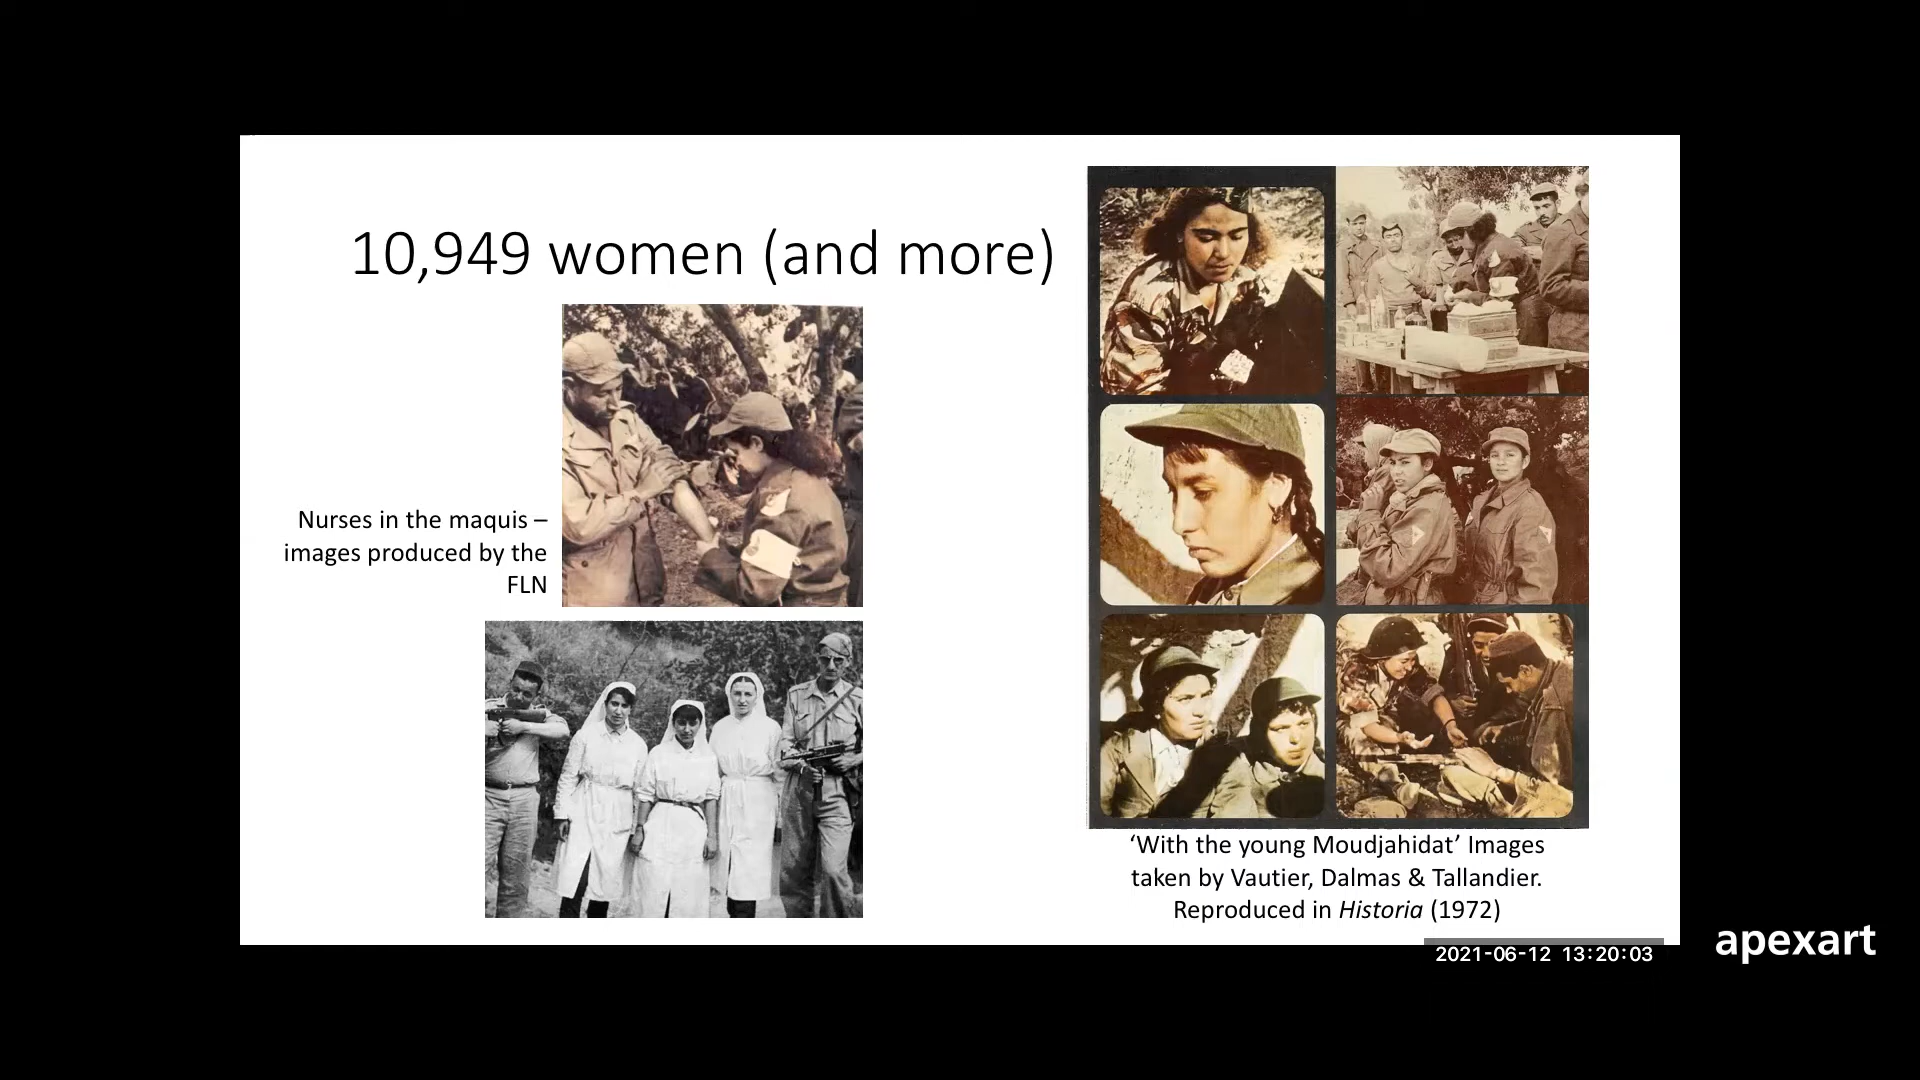 10,949 women (and more)
Nurses in the maquis –
images produced by the
FLN
‘With the young Moudjahidat’ Images
taken by Vautier, Dalmas & Tallandier.
Reproduced in Historia (1972)
2021-06-12 13:20:03
apexart